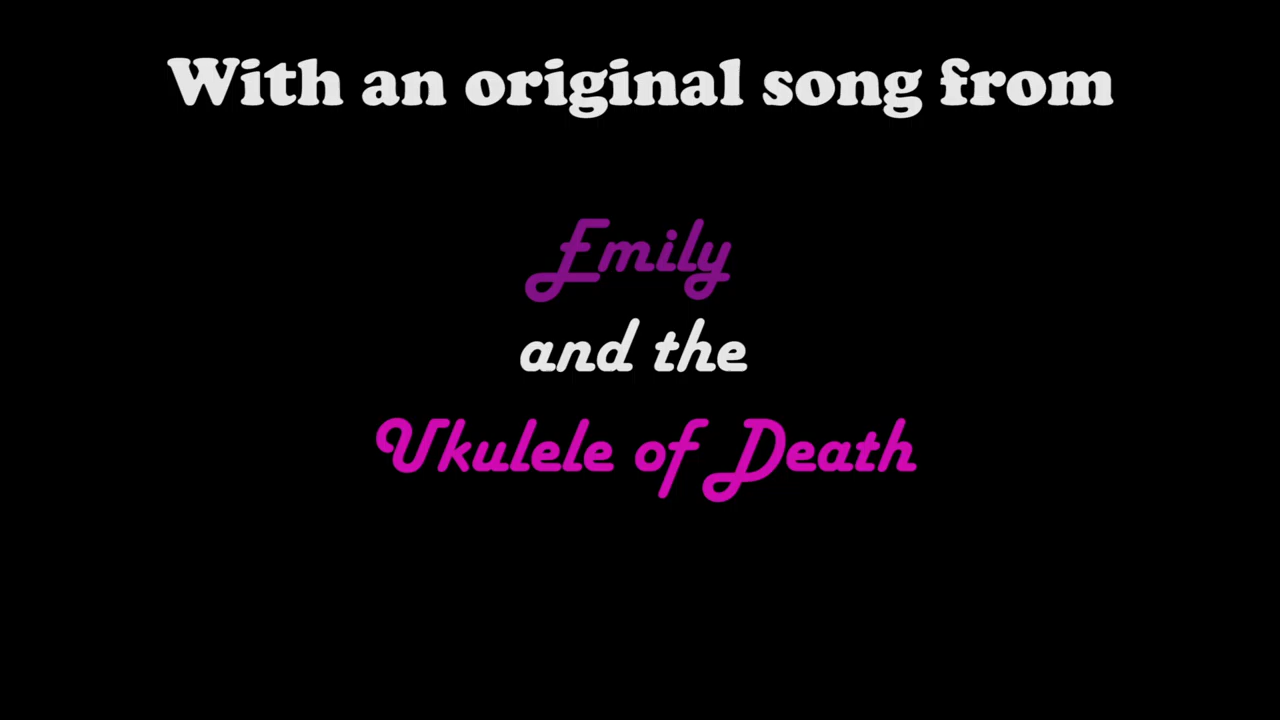 With an original song from
Emily
and the
Ukulele of Death